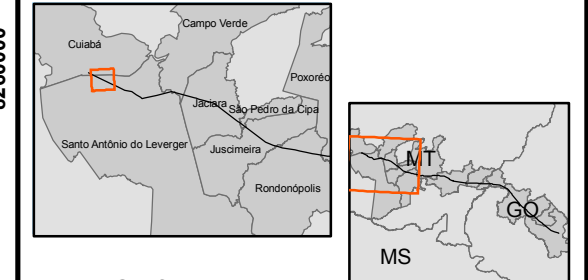 Campo Verde
Cuiabá
Poxoréo
Jaciara
São Pedro da Cipa
Santo Antônio do Leverger
Juscimeira
Rondonópolis
MT
GO
MS